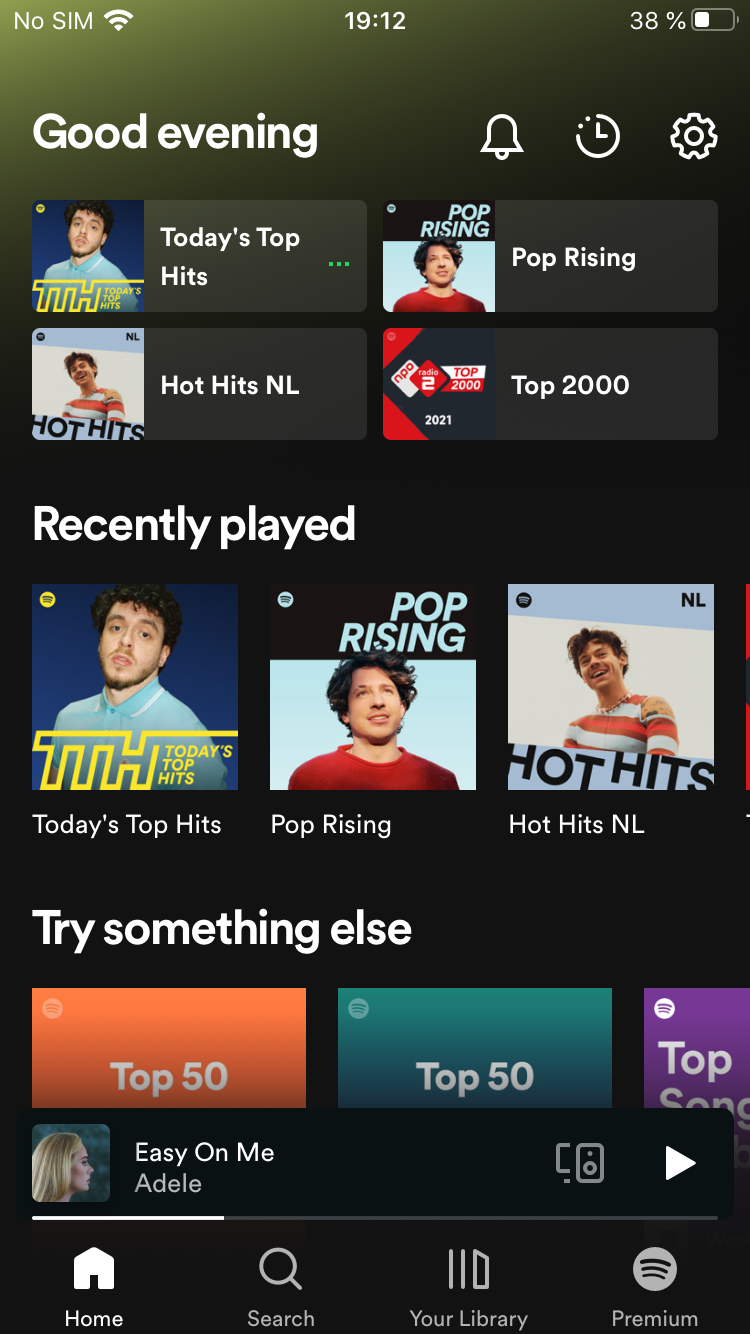 No SIM 19:12 38 %
Good evening
Today's Top
Hits
TTH TODAY'S
TOP
HITS
POP
RISING
Pop Rising
NL
HOT HITS
Hot Hits NL
npo radio 2 TOP
2000
2021
Top 2000
Recently played
TTH TODAY'S
TOP
HITS
Today's Top Hits
POP
RISING
Pop Rising
NL
HOT HITS
Hot Hits NL
Try something else
Top 50
Top 50
Top
Song
Easy On Me
Adele
Home Search Your Library Premium